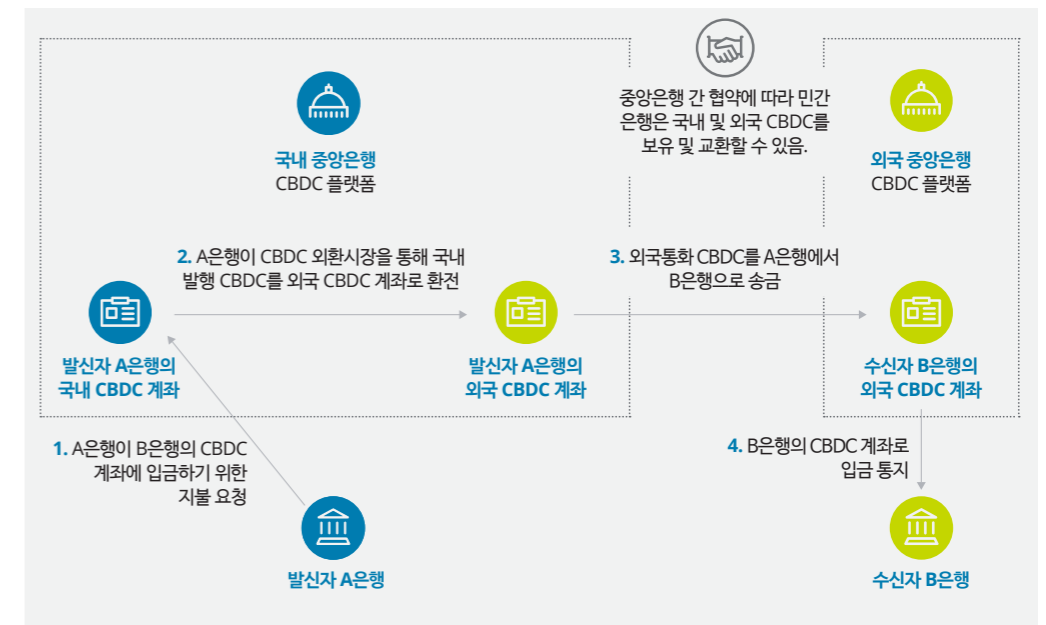 중앙은행 간 협약에 따라 민간
은행은 국내 및 외국 CBDC를
보유 및 교환할 수 있음.
국내 중앙은행
CBDC 플랫폼
외국 중앙은행
CBDC 플랫폼
2. A은행이 CBDC 외환시장을 통해 국내
발행 CBDC를 외국 CBDC 계좌로 환전
3. 외국통화 CBDC를 A은행에서
B은행으로 송금
발신자 A은행의
국내 CBDC 계좌
발신자 A은행의
외국 CBDC 계좌
수신자 B은행의
외국 CBDC 계좌
1. A은행이 B은행의 CBDC
계좌에 입금하기 위한
지불 요청
4. B은행의 CBDC 계좌로
입금 통지
발신자 A은행
수신자 B은행